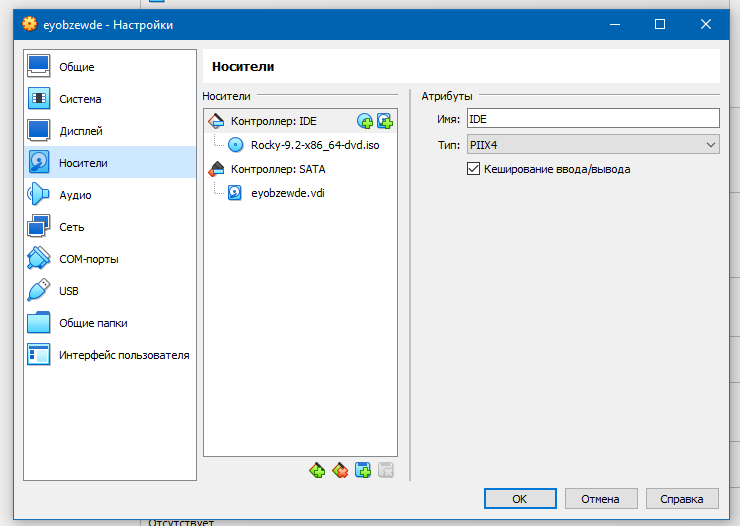 eyobzewde - Настройки
Общие
Система
Дисплей
Носители
Аудио
Сеть
COM-порты
USB
Общие папки
Интерфейс пользователя
Носители
Носители
Контроллер: IDE
Rocky-9.2-x86_64-dvd.iso
Контроллер: SATA
eyobzewde.vdi
Атрибуты
Имя: IDE
Тип: PIIX4
Кеширование ввода/вывода
OK Отмена Справка
Отсутствует